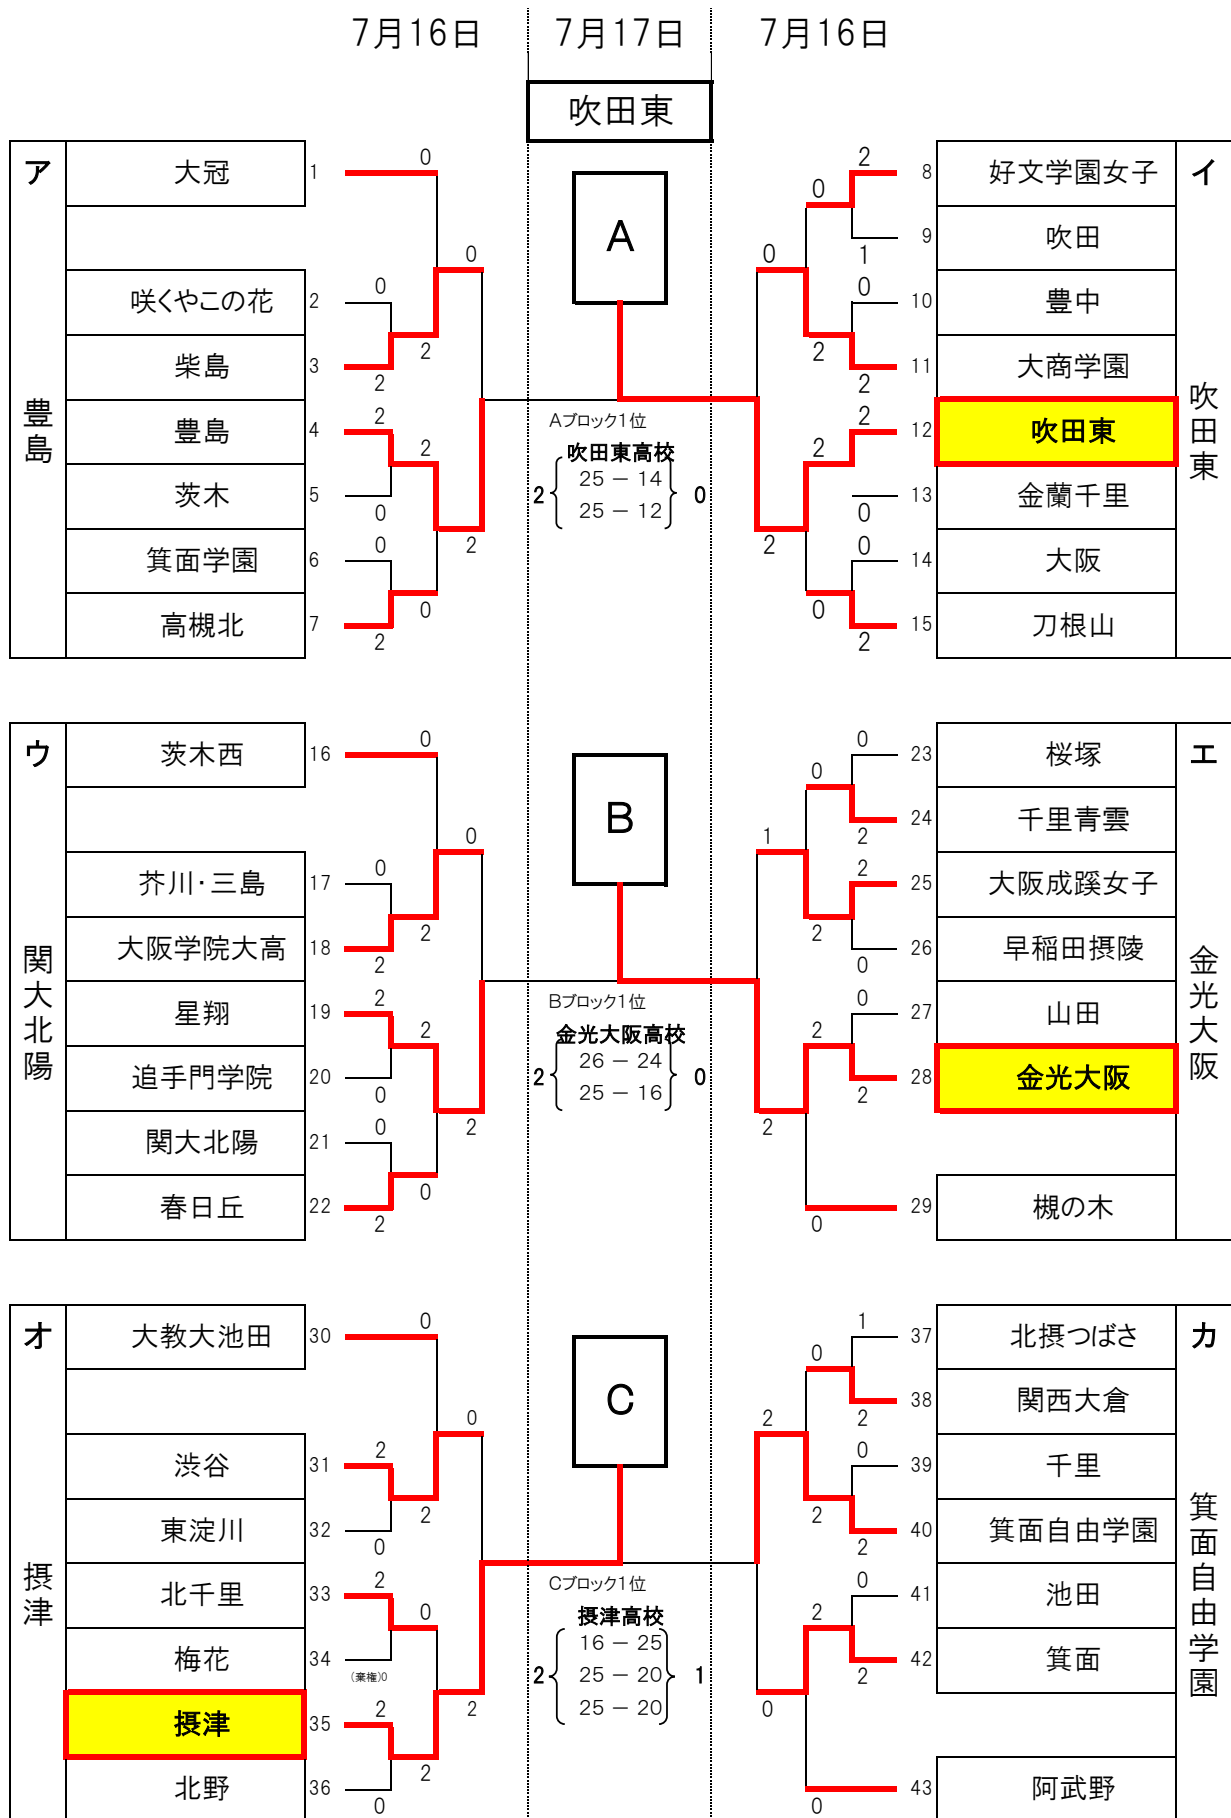 7月16日
7月17日
7月16日
吹田東
ア
豊島
大冠
1
0
咲くやこの花
2
0
柴島
3
2
2
0
豊島
4
2
2
茨木
5
0
箕面学園
6
0
2
高槻北
7
2
0
A
Aブロック1位
吹田東高校
2
25 − 14
25 − 12
0
イ
吹田東
2
8
好文学園女子
0
9
吹田
1
0
0
10
豊中
2
11
大商学園
2
2
12
吹田東
2
13
金蘭千里
0
2
0
14
大阪
0
15
刀根山
2
ウ
関大北陽
茨木西
16
0
芥川・三島
17
0
0
大阪学院大高
18
2
2
星翔
19
2
2
追手門学院
20
0
関大北陽
21
0
2
春日丘
22
2
0
B
Bブロック1位
金光大阪高校
2
26 − 24
25 − 16
0
エ
金光大阪
0
23
桜塚
0
24
千里青雲
2
1
2
25
大阪成蹊女子
2
26
早稲田摂陵
0
0
27
山田
2
28
金光大阪
2
2
29
槻の木
0
オ
摂津
大教大池田
30
0
渋谷
31
2
0
東淀川
32
0
2
北千里
33
2
0
梅花
34
(棄権)0
摂津
35
2
2
北野
36
0
2
C
Cブロック1位
摂津高校
2
16 − 25
25 − 20
25 − 20
1
カ
箕面自由学園
1
37
北摂つばさ
0
38
関西大倉
2
2
0
39
千里
2
40
箕面自由学園
2
0
41
池田
2
42
箕面
2
0
43
阿武野
0